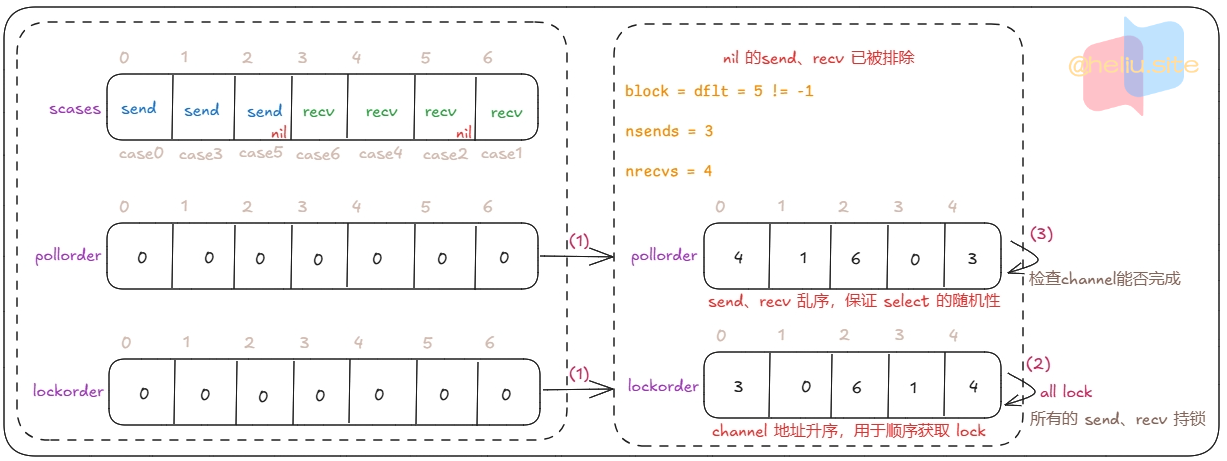 0 1 2 3 4 5 6
scases send send send nil recv recv recv nil recv
case0 case3 case5 case6 case4 case2 case1
0 1 2 3 4 5 6
pollorder 0 0 0 0 0 0 0
(1)
0 1 2 3 4 5 6
lockorder 0 0 0 0 0 0 0
(1)
nil 的send、recv 已被排除
block = dflt = 5 != -1
nsends = 3
nrecvs = 4
0 1 2 3 4
pollorder 4 1 6 0 3
(3)
检查channel能否完成
send、recv 乱序，保证 select 的随机性
0 1 2 3 4
lockorder 3 0 6 1 4
(2)
all lock
所有的 send、recv 持锁
channel 地址升序，用于顺序获取 lock
@heliu.site